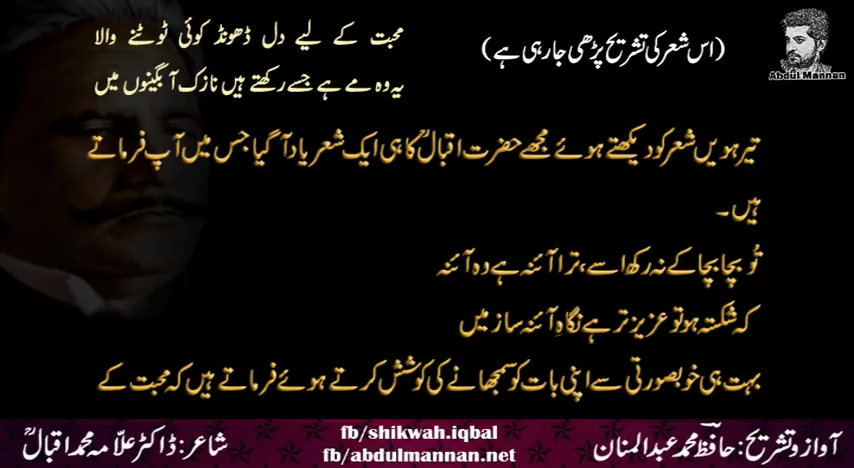 محبت کے لیے دل ڈھونڈ کوئی ٹوٹنے والا
یہ وہ مے ہے جسے رکھتے ہیں نازک آبگینوں میں
(اس شعر کی تشریح پڑھی جا رہی ہے)
Abdul Mannan
تیرہویں شعر کو دیکھتے ہوئے مجھے حضرت اقبالؒ کا ہی ایک شعر یاد آ گیا جس میں آپ فرماتے
ہیں۔
تُو بچا بچا کے نہ رکھ اسے، ترا آئنہ ہے وہ آئنہ
کہ شکستہ ہو تو عزیز تر ہے نگاہِ آئنہ ساز میں
بہت ہی خوبصورتی سے اپنی بات کو سمجھانے کی کوشش کرتے ہوئے فرماتے ہیں کہ محبت کے
آواز و تشریح: حافظ محمد عبدالمنان
fb/shikwah.iqbal
fb/abdulmannan.net
شاعر: ڈاکٹر علّامہ محمد اقبالؒ